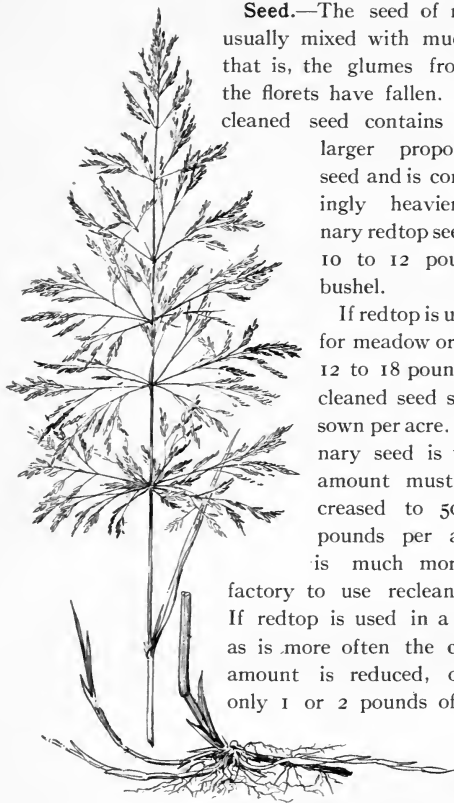 Seed.—The seed of
usually mixed with
that is, the glumes
the florets have fallen.
cleaned seed contains
larger
seed and is
ingly heavier
nary redtop
10 to 12
bushel.
If redtop is
for meadow or
12 to 18
cleaned seed
sown per acre.
nary seed is
amount must
creased to
pounds per
is much
factory to use
If redtop is used in a
as is more often the
amount is reduced,
only 1 or 2 pounds of